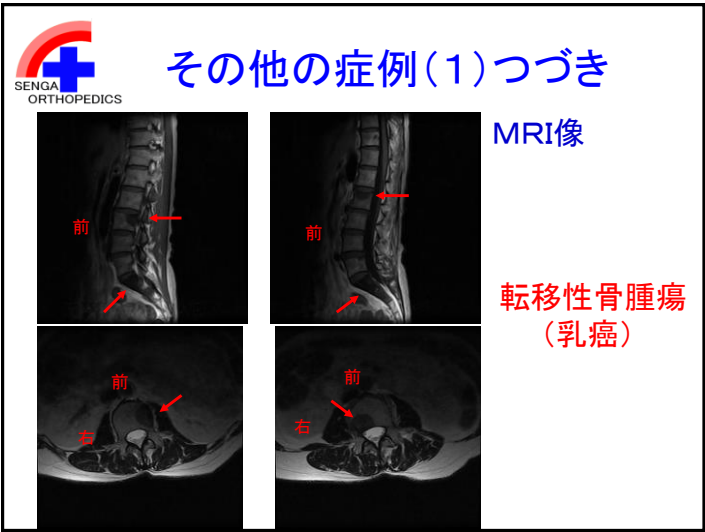 SENGA
ORTHOPEDICS
その他の症例(1)つづき
MRI像
前
前
転移性骨腫瘍
(乳癌)
前
右
前
右